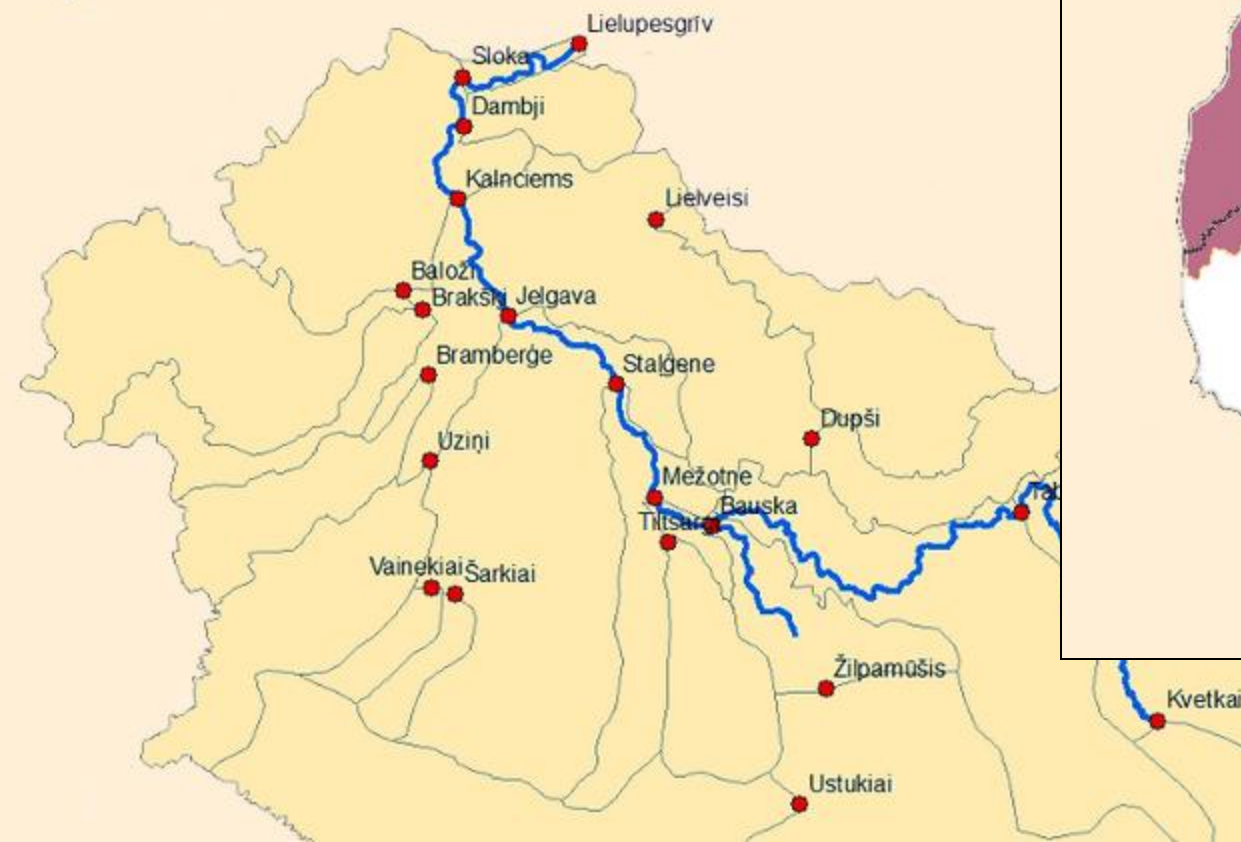 Lielupesgrīv
Sloka
Dambji
Kalnciems
Lielveisi
Baloži
Brakšķi
Jelgava
Bramberģe
Staļģene
Dupši
Uziņi
Mežotne
Bauska
Vainekiai
Šarkiai
Žilpamūšis
Kvetkai
Ustukiai